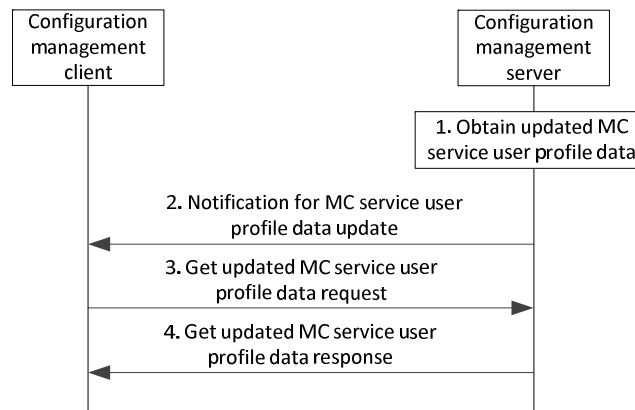 Configuration
management
client
Configuration
management
server
1. Obtain updated MC
service user profile data
2. Notification for MC service user
profile data update
3. Get updated MC service user
profile data request
4. Get updated MC service user
profile data response